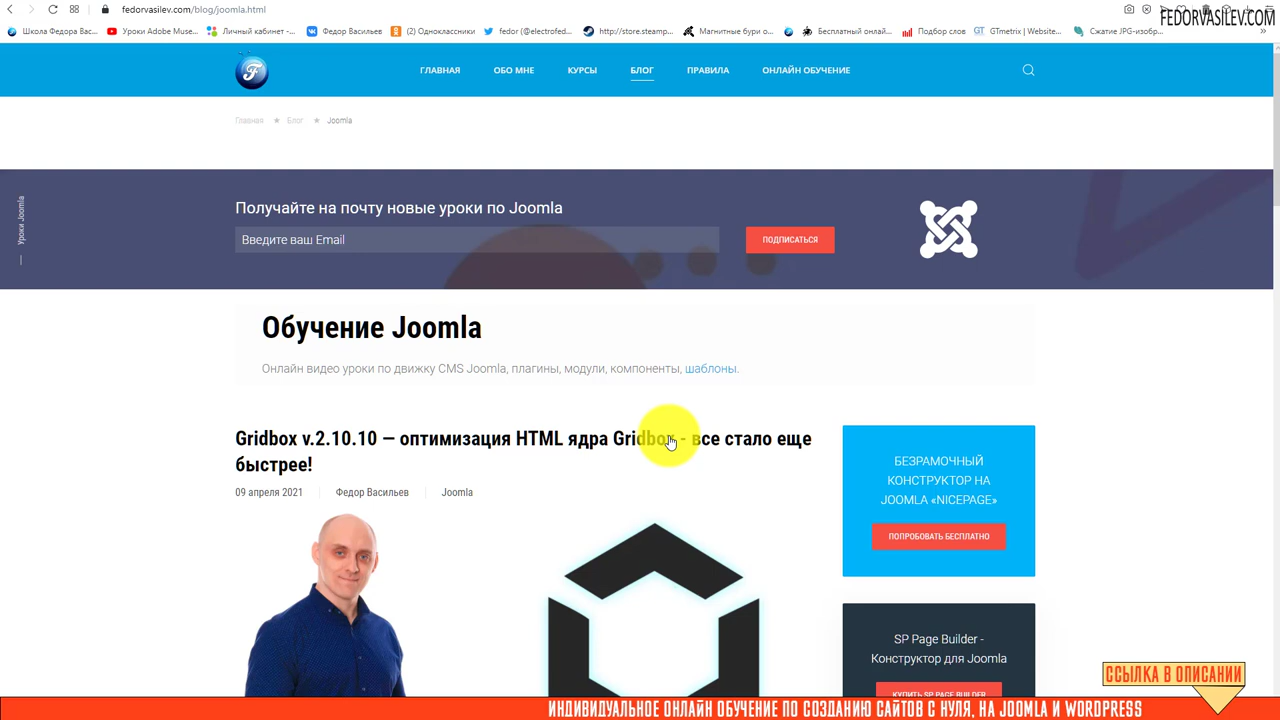 fedorvasilev.com/blog/joomla.html
FEDORVASILEV.COM
Школа Федора Вас... Уроки Adobe Muse... Личный кабинет -... Федор Васильев (2) Одноклассники fedor (@electrofed... http://store.steamp... Магнитные бури о... Бесплатный онлай... Подбор слов GTmetrix | Website... Сжатие JPG-изобр... »
ГЛАВНАЯ ОБО МНЕ КУРСЫ БЛОГ ПРАВИЛА ОНЛАЙН ОБУЧЕНИЕ
Главная ★ Блог ★ Joomla
Уроки Joomla
Получайте на почту новые уроки по Joomla
Введите ваш Email
ПОДПИСАТЬСЯ
Обучение Joomla
Онлайн видео уроки по движку CMS Joomla, плагины, модули, компоненты, шаблоны.
Gridbox v.2.10.10 — оптимизация HTML ядра Gridbox - все стало еще
быстрее!
09 апреля 2021 Федор Васильев Joomla
БЕЗРАМОЧНЫЙ
КОНСТРУКТОР НА
JOOMLA «NICEPAGE»
ПОПРОБОВАТЬ БЕСПЛАТНО
SP Page Builder -
Конструктор для Joomla
КУПИТЬ SP PAGE BUILDER
ССЫЛКА В ОПИСАНИИ
ИНДИВИДУАЛЬНОЕ ОНЛАЙН ОБУЧЕНИЕ ПО СОЗДАНИЮ САЙТОВ С НУЛЯ, НА JOOMLA И WORDPRESS